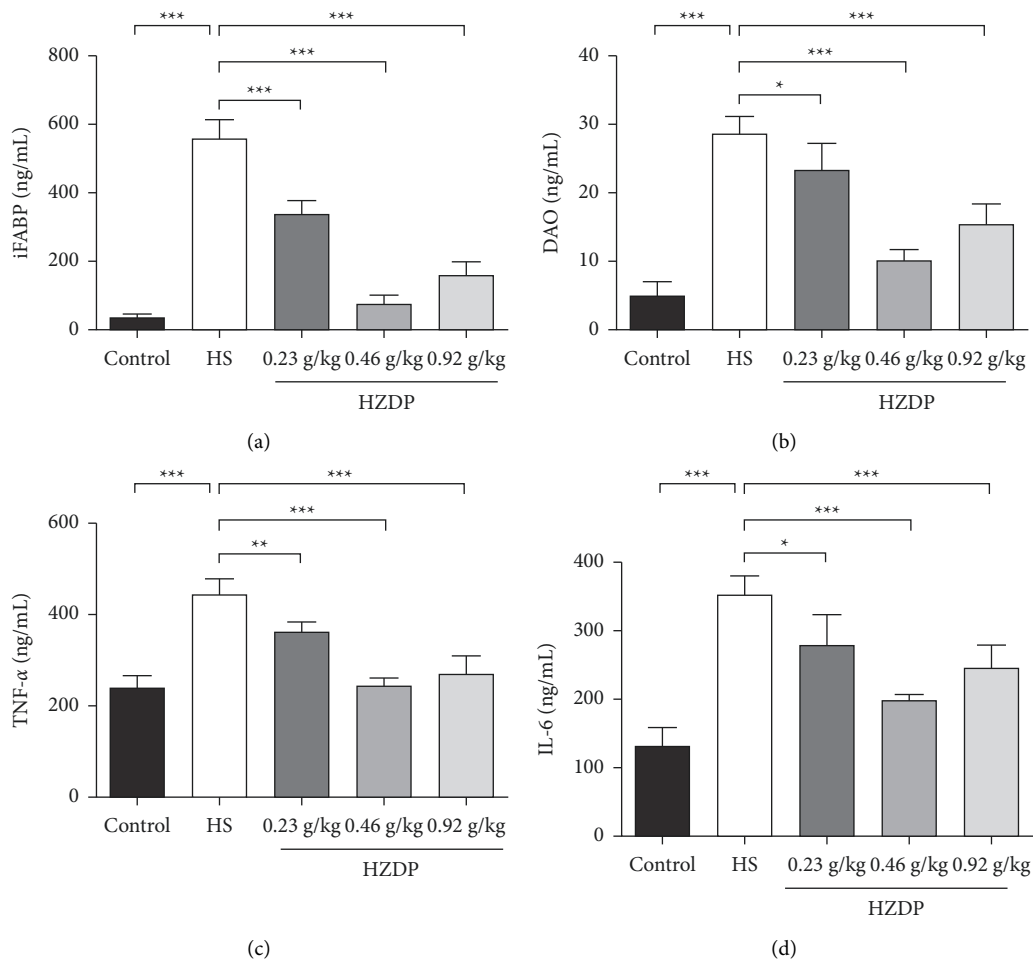 *** ***
***
***
800
600
400
200
0
iFABP (ng/mL)
Control HS 0.23 g/kg 0.46 g/kg 0.92 g/kg
HZDP
(a)
*** ***
***
*
40
30
20
10
0
DAO (ng/mL)
Control HS 0.23 g/kg 0.46 g/kg 0.92 g/kg
HZDP
(b)
*** ***
***
**
600
400
200
0
TNF-α (ng/mL)
Control HS 0.23 g/kg 0.46 g/kg 0.92 g/kg
HZDP
(c)
*** ***
***
*
400
300
200
100
0
IL-6 (ng/mL)
Control HS 0.23 g/kg 0.46 g/kg 0.92 g/kg
HZDP
(d)